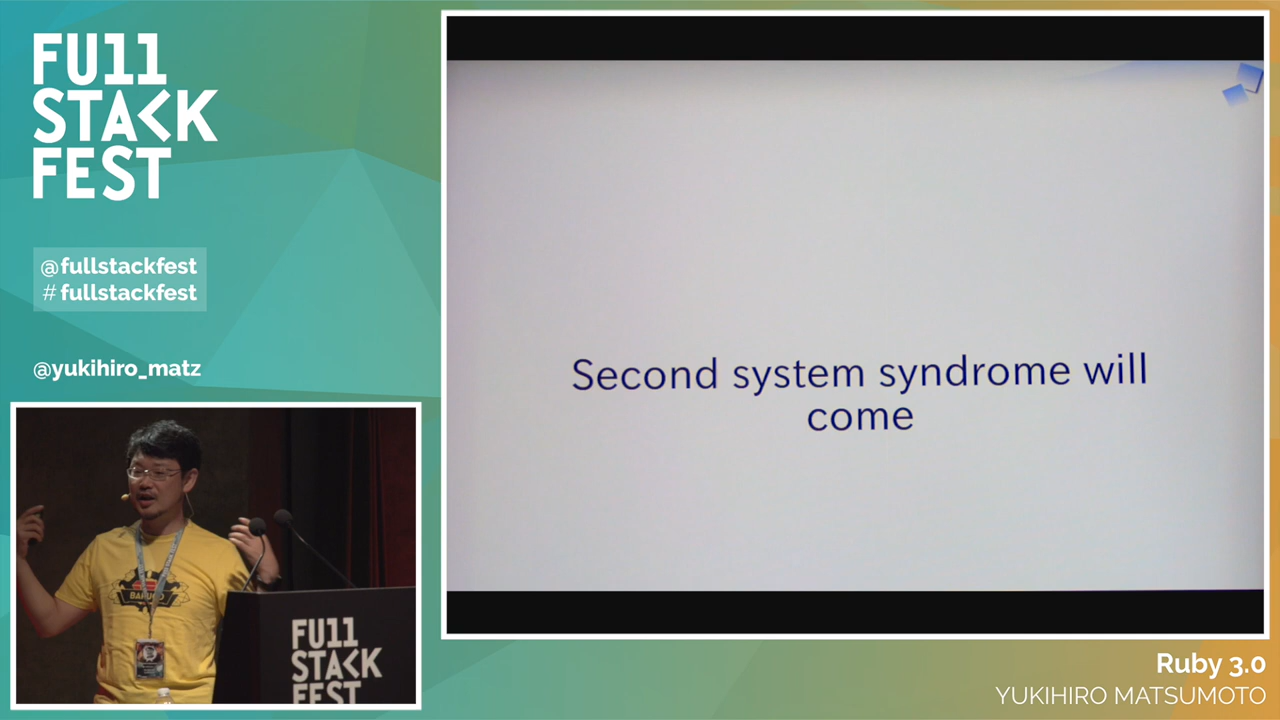 FULL
STACK
FEST
@fullstackfest
#fullstackfest
@yukihiro_matz
Second system syndrome will
come
FULL
STACK
FEST
Ruby 3.0
YUKIHIRO MATSUMOTO